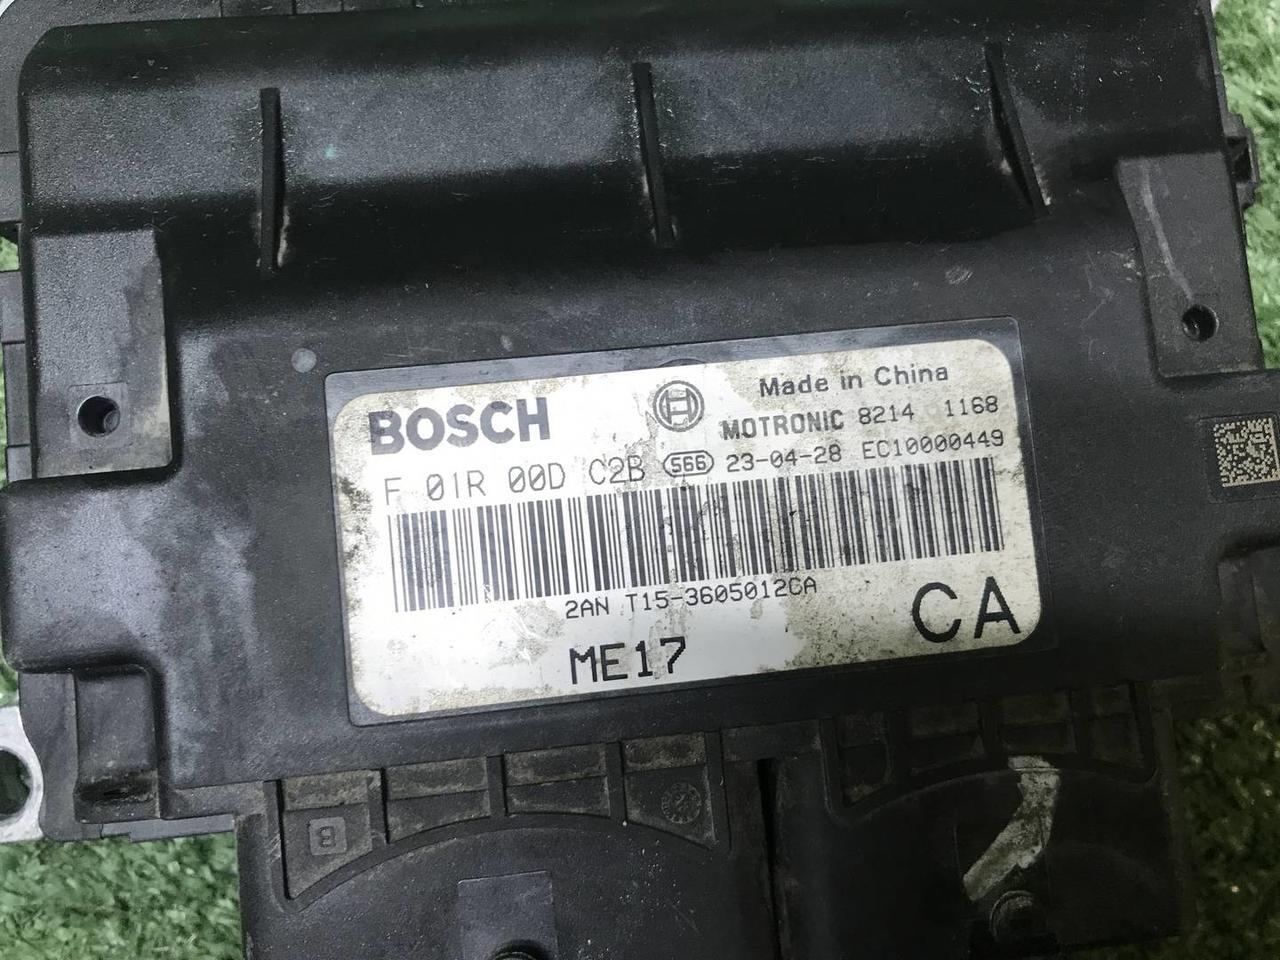 BOSCH
Made in China
MOTRONIC 8214 1168
F 01R 00D C2B 566 23-04-28 EC10000449
2AN T15-3605012CA
ME17
CA
B